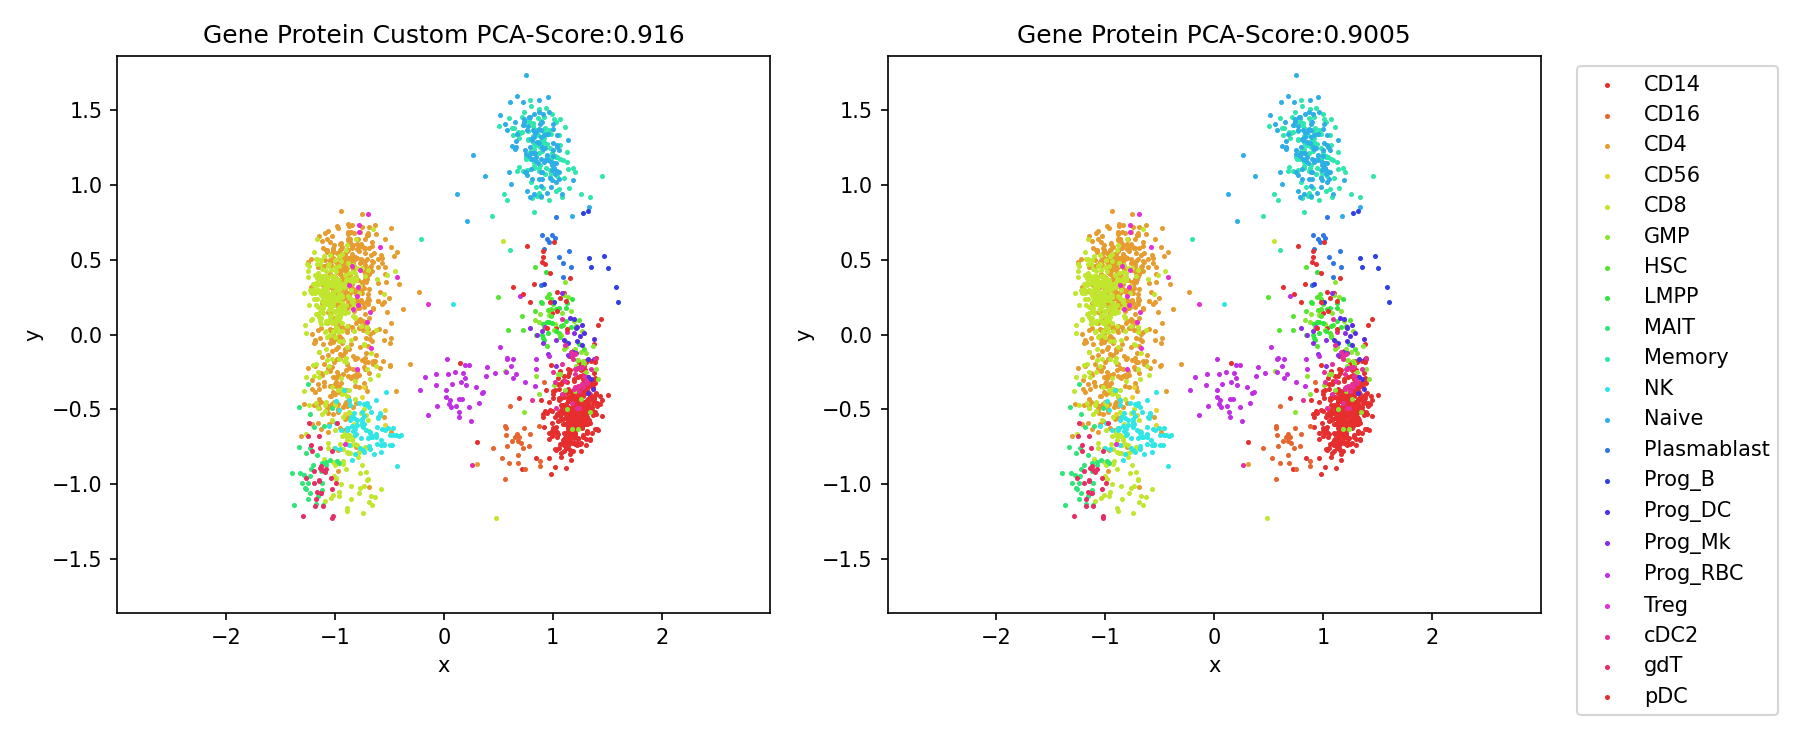 Gene Protein Custom PCA-Score:0.916
1.5
1.0
0.5
0.0
−0.5
−1.0
−1.5
y
−2
−1
0
1
2
x
Gene Protein PCA-Score:0.9005
1.5
1.0
0.5
0.0
−0.5
−1.0
−1.5
y
−2
−1
0
1
2
x
CD14
CD16
CD4
CD56
CD8
GMP
HSC
LMPP
MAIT
Memory
NK
Naive
Plasmablast
Prog_B
Prog_DC
Prog_Mk
Prog_RBC
Treg
cDC2
gdT
pDC